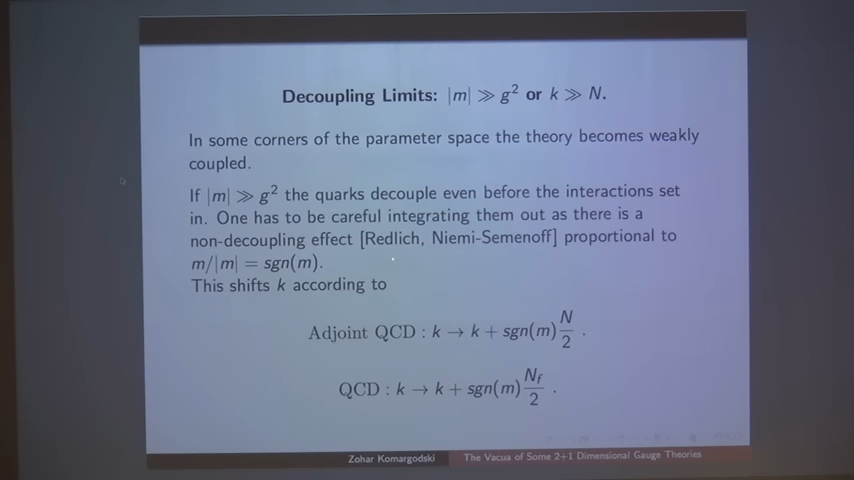 Decoupling Limits: |m| ≫ g² or k ≫ N.
In some corners of the parameter space the theory becomes weakly
coupled.
If |m| ≫ g² the quarks decouple even before the interactions set
in. One has to be careful integrating them out as there is a
non-decoupling effect [Redlich, Niemi-Semenoff] proportional to
m/|m| = sgn(m).
This shifts k according to
Adjoint QCD : k → k + sgn(m) N/2 .
QCD : k → k + sgn(m) N_f/2 .
Zohar Komargodski The Vacua of Some 2+1 Dimensional Gauge Theories